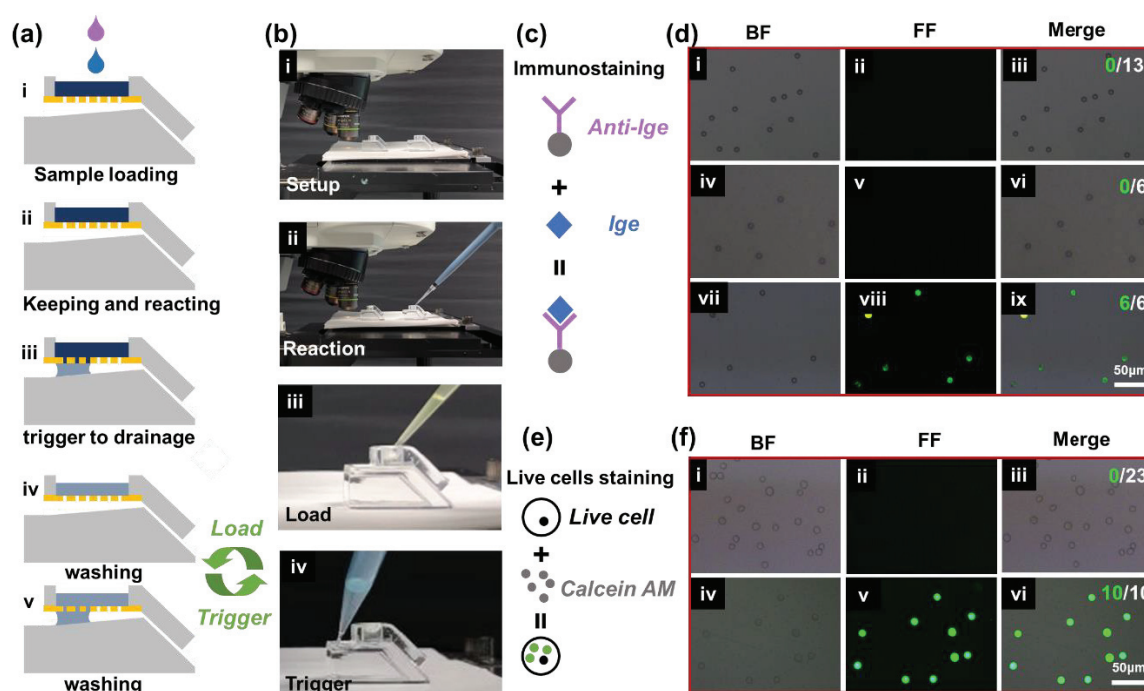 (a)
i
Sample loading
ii
Keeping and reacting
iii
trigger to drainage
iv
washing
Load
Trigger
v
washing
(b)
i
Setup
ii
Reaction
iii
Load
iv
Trigger
(c)
Immunostaining
Anti-Ige
+
Ige
=
(d)
BF FF Merge
i ii iii 0/13
iv v vi 0/6
vii viii ix 6/6
50μm
(e)
Live cells staining
Live cell
+
Calcein AM
=
(f)
BF FF Merge
i ii iii 0/23
iv v vi 10/10
50μm